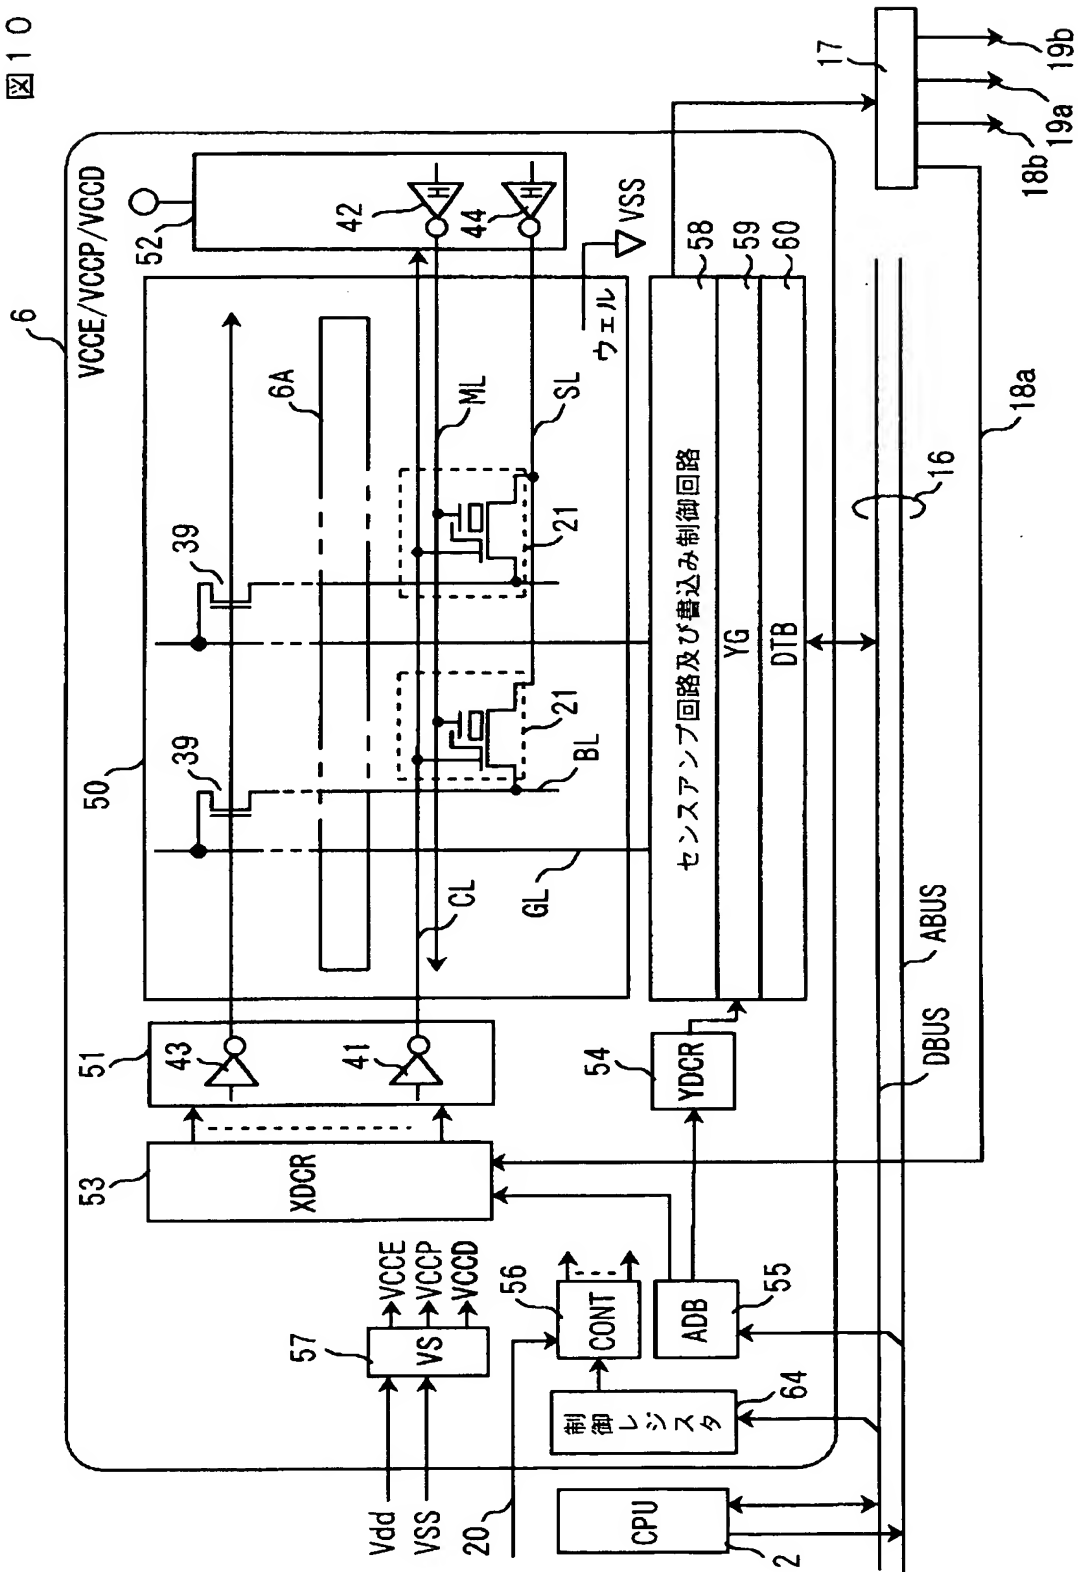 図10
6
VCCE/VCCP/VCCD
50
39
39
6A
52
42
H
44
H
ML
SL
21
21
BL
CL
GL
ウェル
VSS
51
43
41
53
XDCR
57
VS
Vdd
VSS
VCCE
VCCP
VCCD
20
56
CONT
制御レジスタ
64
ADB
55
54
YDCR
センスアンプ回路及び書込み制御回路
58
YG
59
DTB
60
17
18b
19a
19b
18a
16
DBUS
ABUS
CPU
2